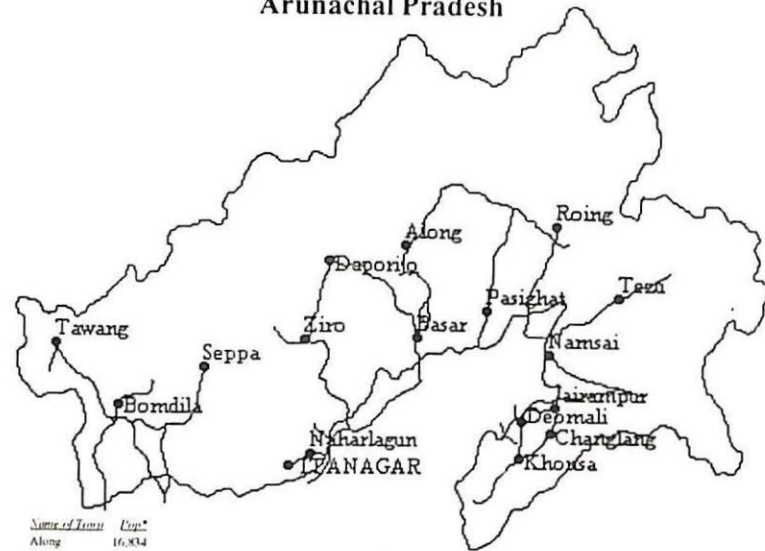 Arunachal Pradesh
Roing
Along
Deporijo
Tezu
Pasighat
Tawang
Ziro
Basar
Seppa
Namsai
Bomdila
Jairampur
Deomali
Changlang
Naharlagun
ITANAGAR
Khonsa
Name of Town Pop*
Along 16,834